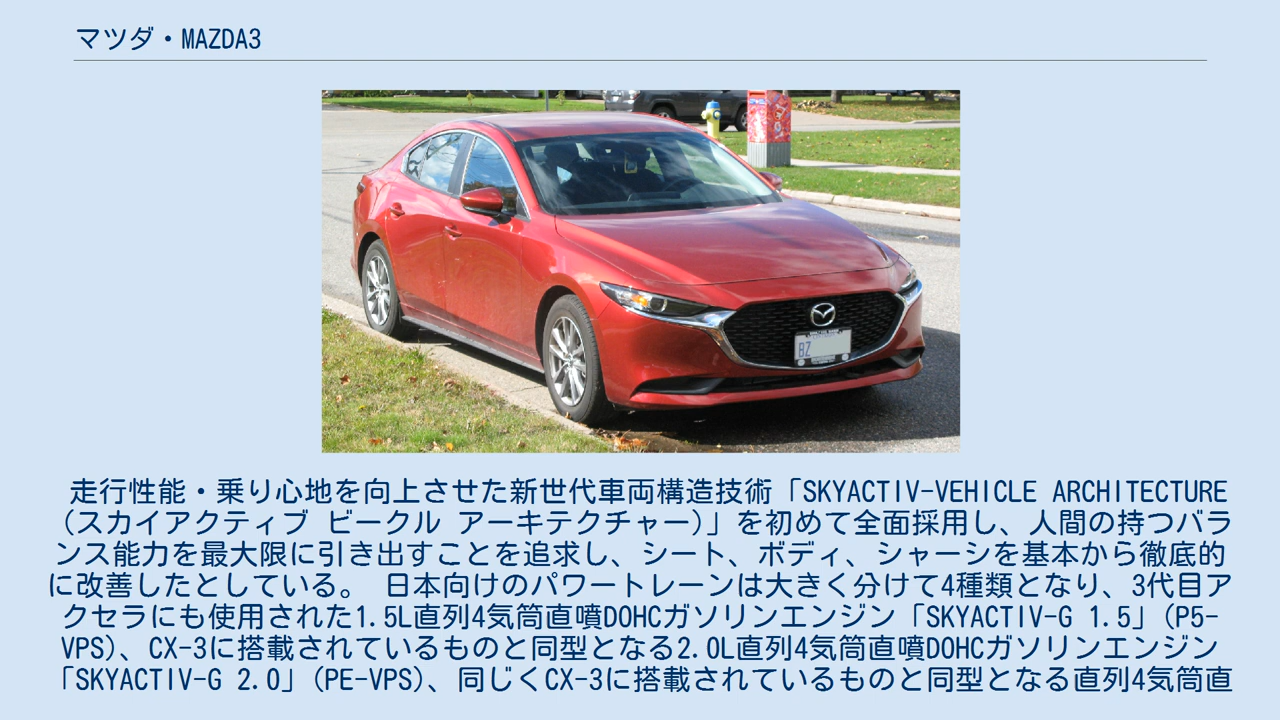 マツダ・MAZDA3
BZ
走行性能・乗り心地を向上させた新世代車両構造技術「SKYACTIV-VEHICLE ARCHITECTURE
(スカイアクティブ ビークル アーキテクチャー)」を初めて全面採用し、人間の持つバラ
ンス能力を最大限に引き出すことを追求し、シート、ボディ、シャーシを基本から徹底的
に改善したとしている。 日本向けのパワートレーンは大きく分けて4種類となり、3代目ア
クセラにも使用された1.5L直列4気筒直噴DOHCガソリンエンジン「SKYACTIV-G 1.5」(P5-
VPS)、CX-3に搭載されているものと同型となる2.0L直列4気筒直噴DOHCガソリンエンジン
「SKYACTIV-G 2.0」(PE-VPS)、同じくCX-3に搭載されているものと同型となる直列4気筒直